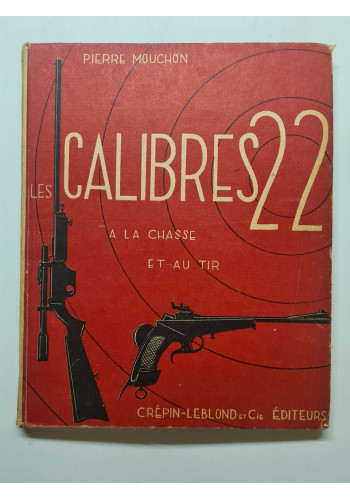 PIERRE MOUCHON
LES CALIBRES 22
A LA CHASSE
ET AU TIR
CRÉPIN-LEBLOND ET CIE ÉDITEURS